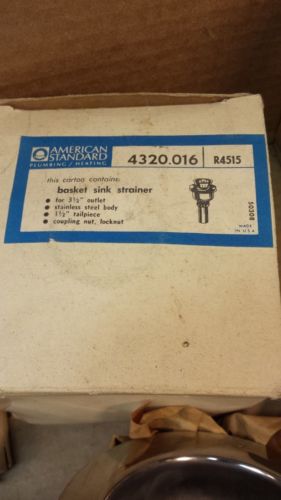 AMERICAN
STANDARD
PLUMBING / HEATING
4320.016
R4515
this carton contains:
basket sink strainer
• for 3½" outlet
• stainless steel body
• 1½" tailpiece
• coupling nut, locknut
50308
MADE
IN U.S.A